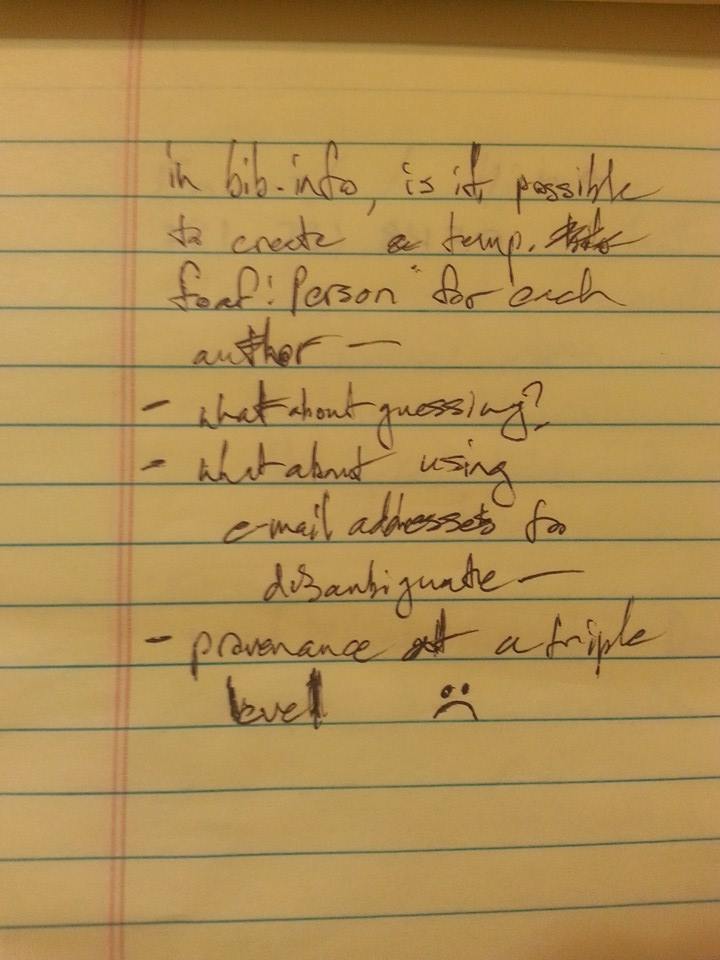 in bib.info, is it possible
to create a temp.
foaf:Person for each
author —
- what about guessing?
- what about using
e-mail addresses to
disambiguate —
- provenance at a triple
level :(